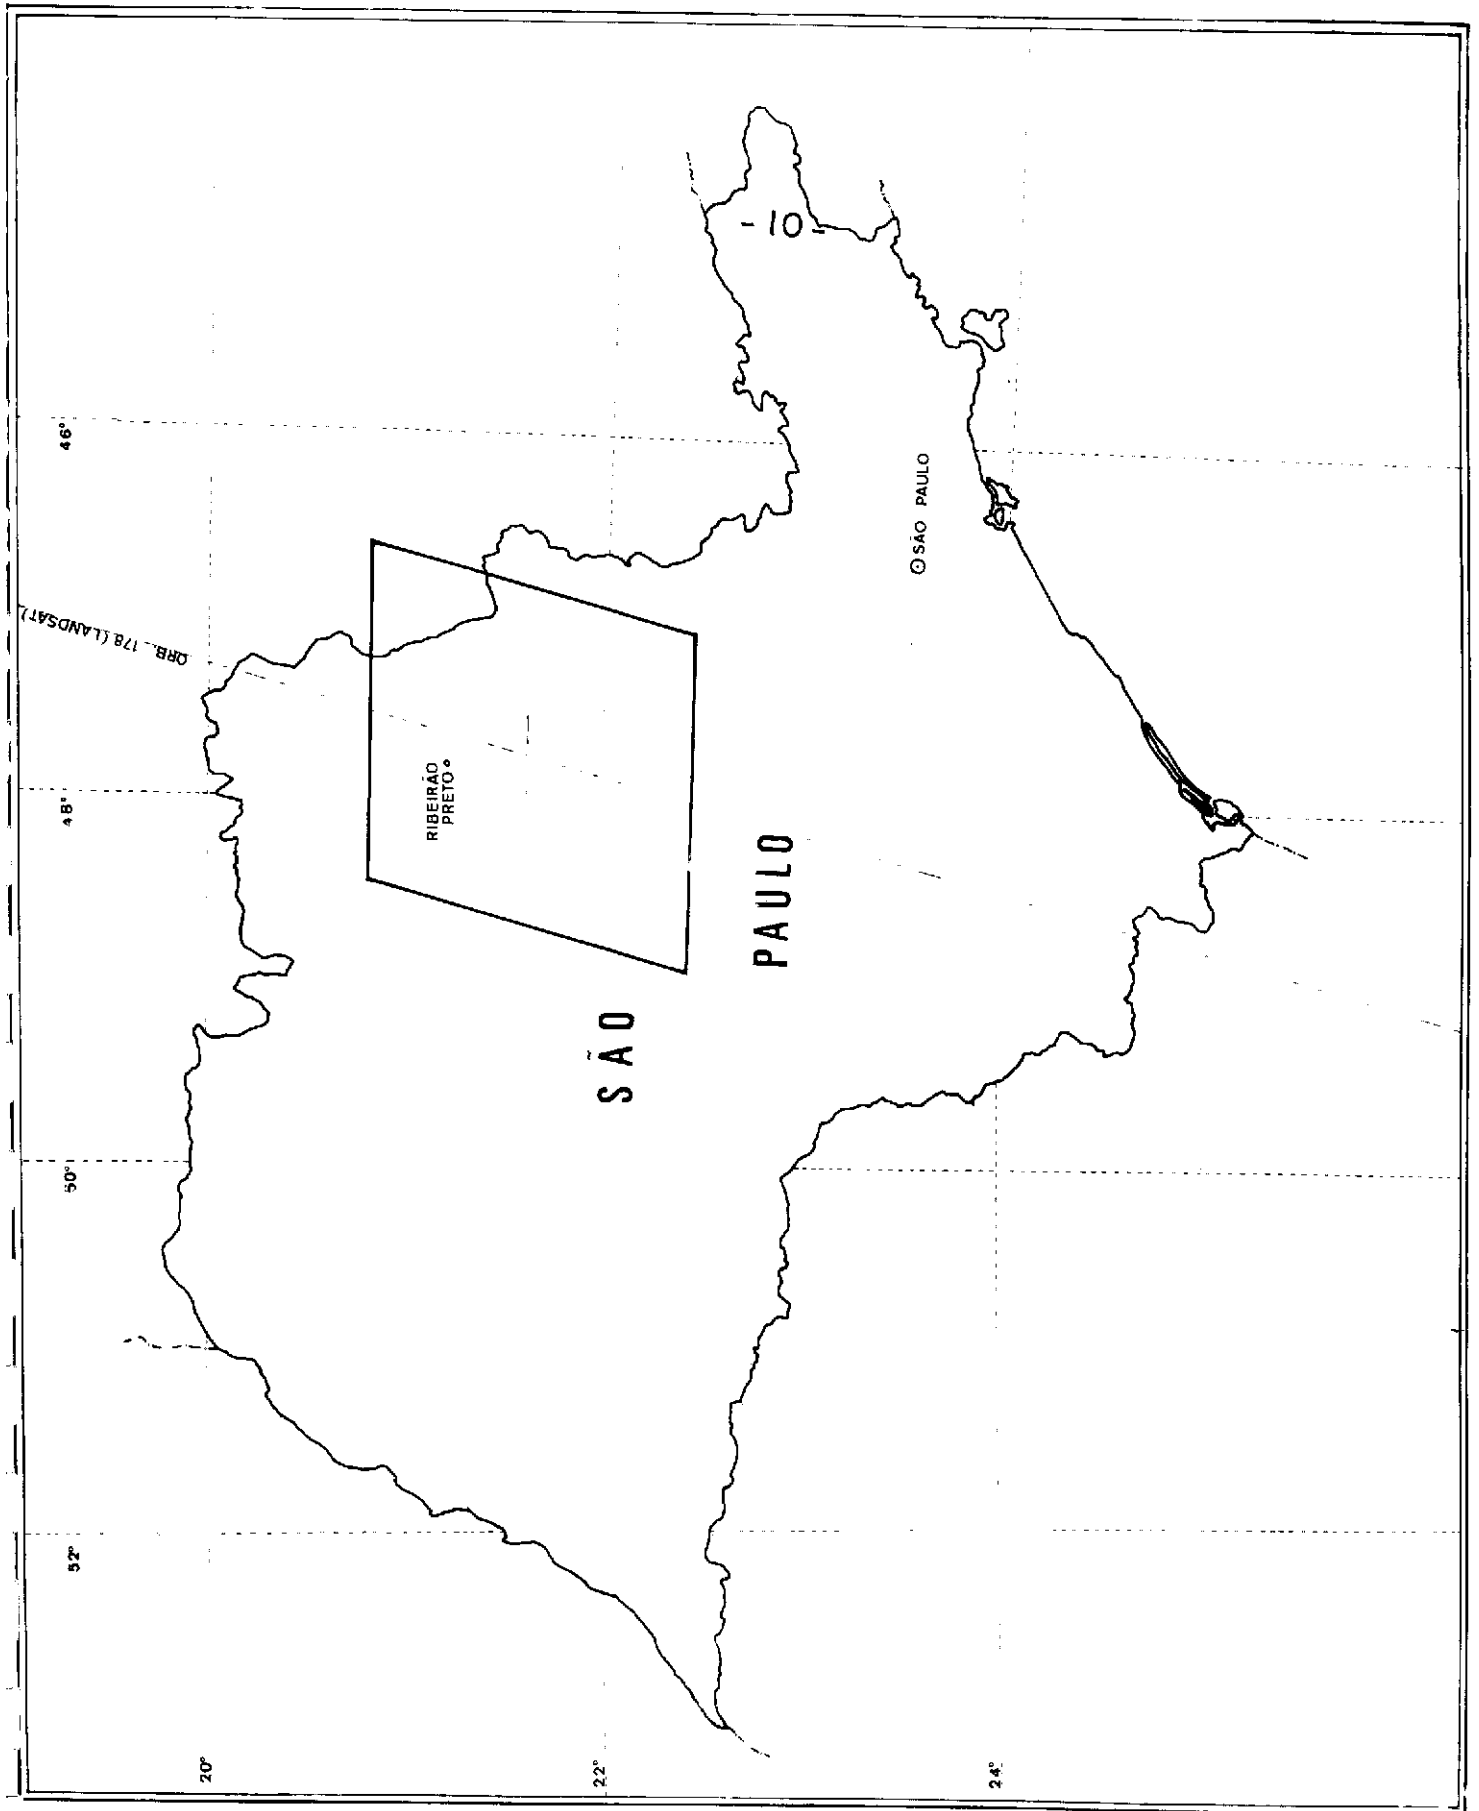 - 10 -
46°
48°
50°
52°
20°
22°
24°
ORB. 178 (LANDSAT)
RIBEIRÃO
PRETO
SÃO PAULO
SÃO
PAULO